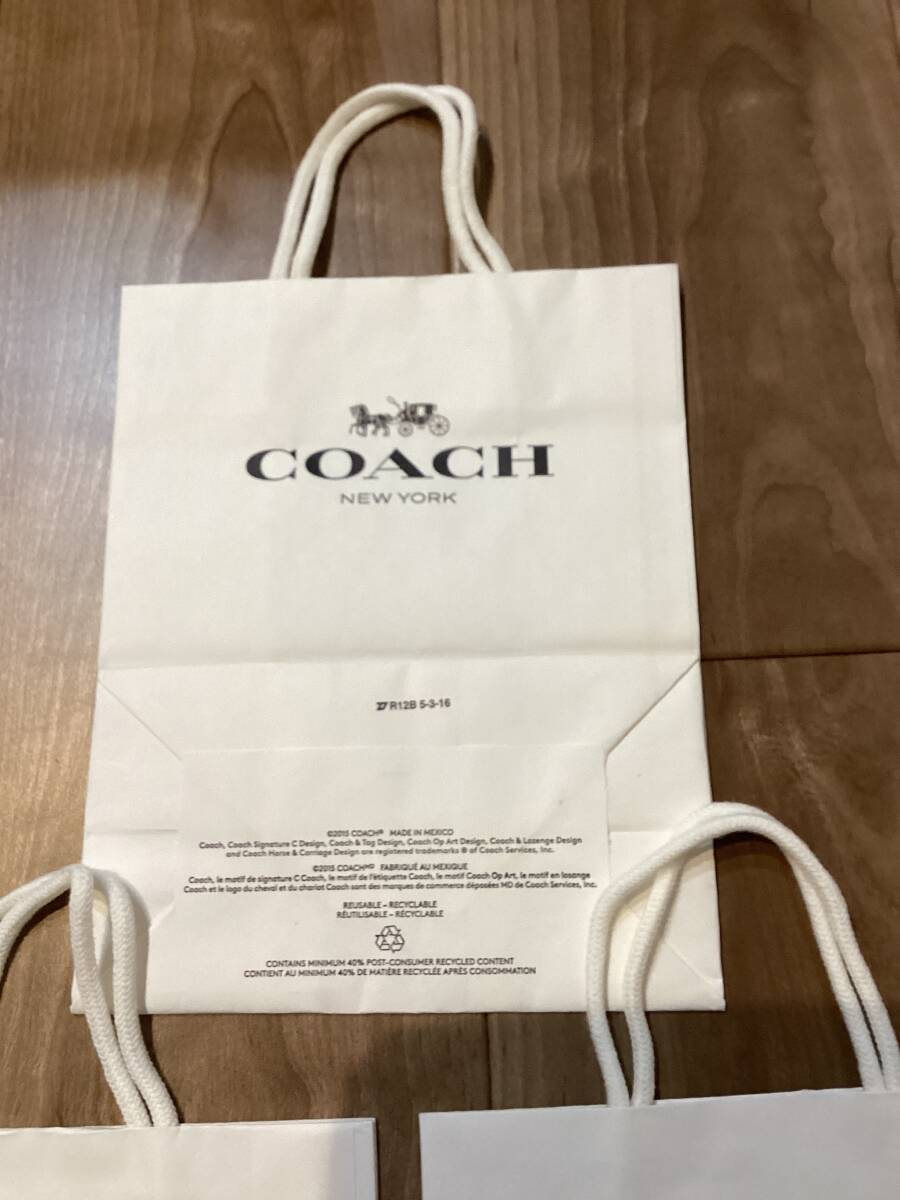 COACH
NEW YORK
R12B 5-3-16
©2015 COACH® MADE IN MEXICO
Coach, Coach Signature C Design, Coach & Tag Design, Coach Op Art Design, Coach & Lozenge Design
and Coach Horse & Carriage Design are registered trademarks ® of Coach Services, Inc.
©2015 COACHMD FABRIQUÉ AU MEXIQUE
Coach, le motif de signature C Coach, le motif de l'étiquette Coach, le motif Coach Op Art, le motif en losange
Coach et le logo du cheval et du chariot Coach sont des marques de commerce déposées MD de Coach Services, Inc.
REUSABLE – RECYCLABLE
RÉUTILISABLE – RECYCLABLE
CONTAINS MINIMUM 40% POST-CONSUMER RECYCLED CONTENT
CONTIENT AU MINIMUM 40% DE MATIÈRE RECYCLÉE APRÈS CONSOMMATION